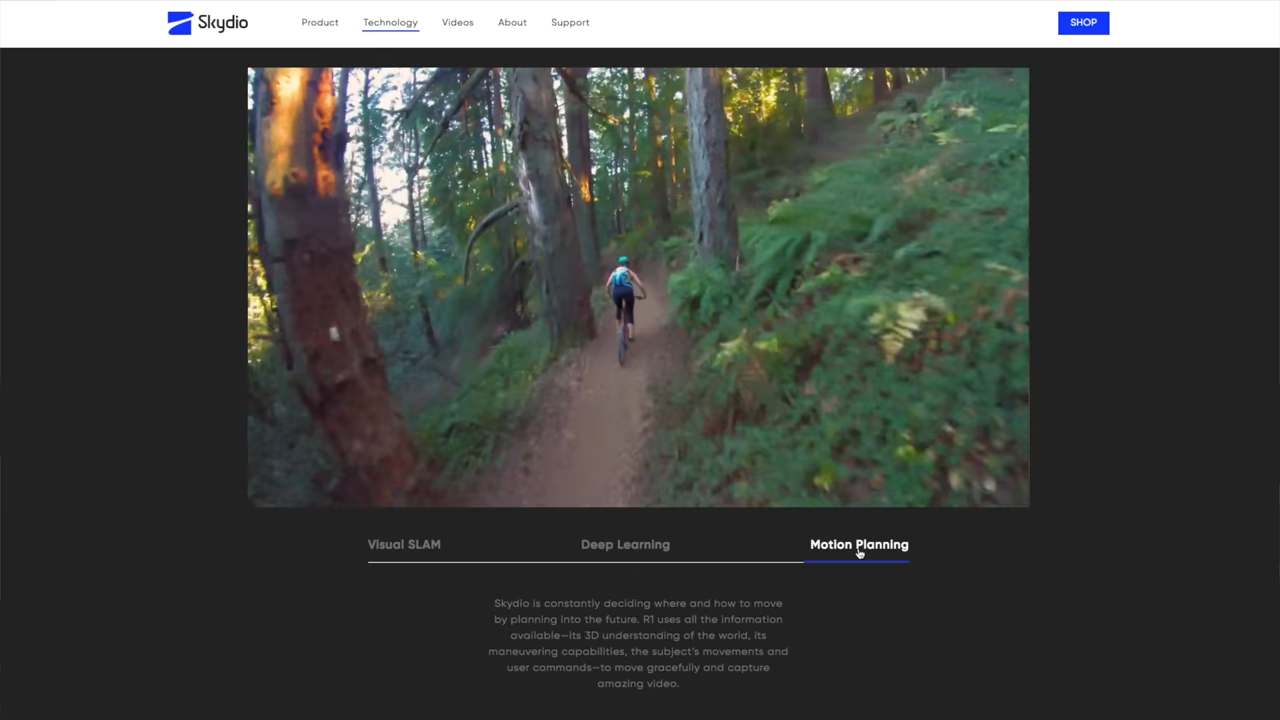 Skydio
Product Technology Videos About Support
SHOP
Visual SLAM Deep Learning Motion Planning
Skydio is constantly deciding where and how to move
by planning into the future. R1 uses all the information
available—its 3D understanding of the world, its
maneuvering capabilities, the subject's movements and
user commands—to move gracefully and capture
amazing video.